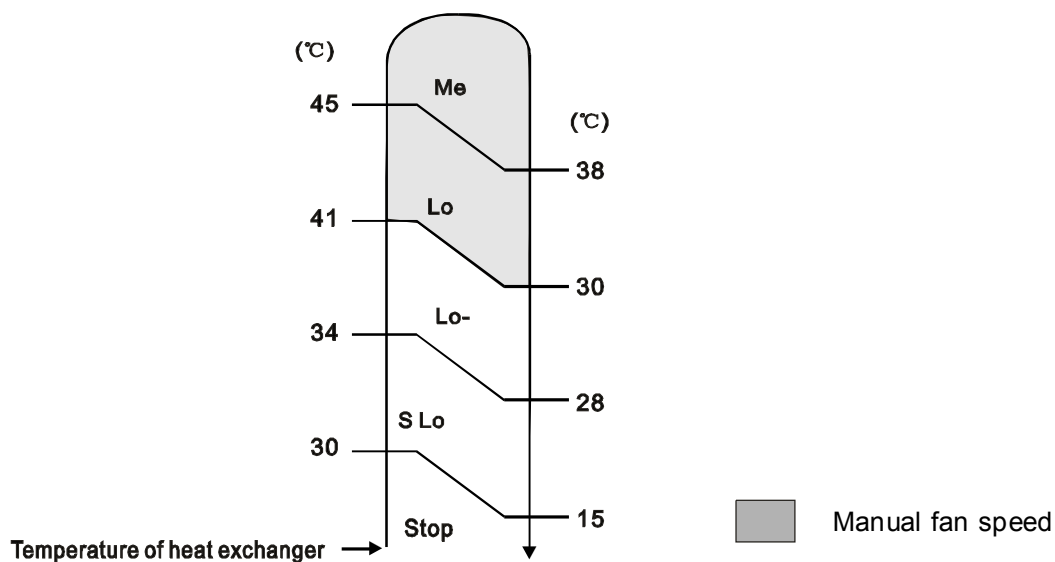 (℃)
Me
45
(℃)
38
Lo
41
30
Lo-
34
28
S Lo
30
15
Stop
Manual fan speed
Temperature of heat exchanger